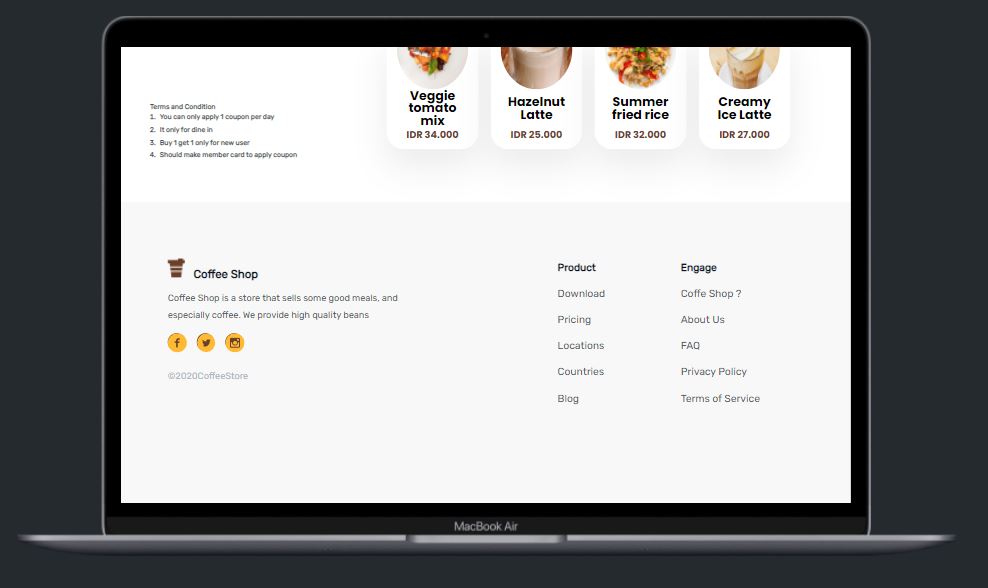 Veggie
tomato
mix
IDR 34.000
Hazelnut
Latte
IDR 25.000
Summer
fried rice
IDR 32.000
Creamy
Ice Latte
IDR 27.000
Terms and Condition
1. You can only apply 1 coupon per day
2. It only for dine in
3. Buy 1 get 1 only for new user
4. Should make member card to apply coupon
Coffee Shop
Coffee Shop is a store that sells some good meals, and
especially coffee. We provide high quality beans
©2020CoffeeStore
Product
Download
Pricing
Locations
Countries
Blog
Engage
Coffe Shop ?
About Us
FAQ
Privacy Policy
Terms of Service
MacBook Air